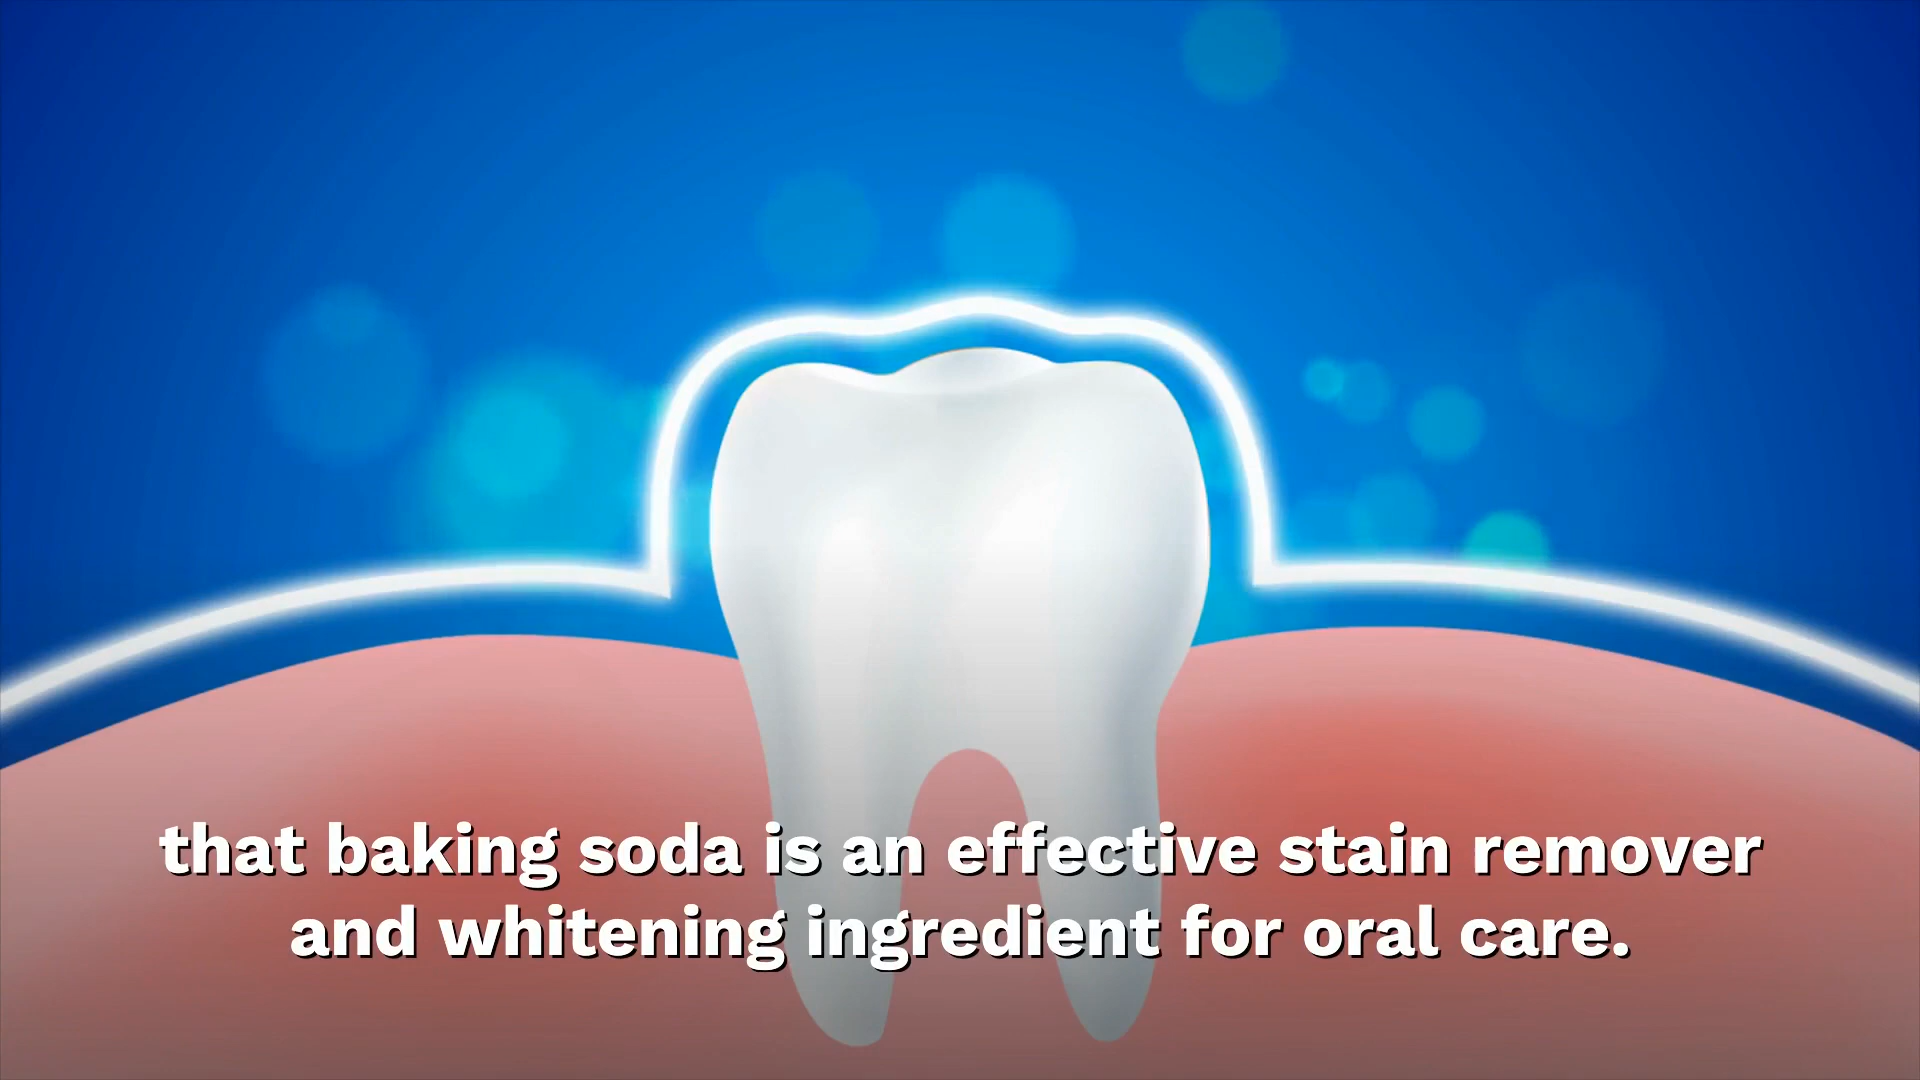 that baking soda is an effective stain remover
and whitening ingredient for oral care.